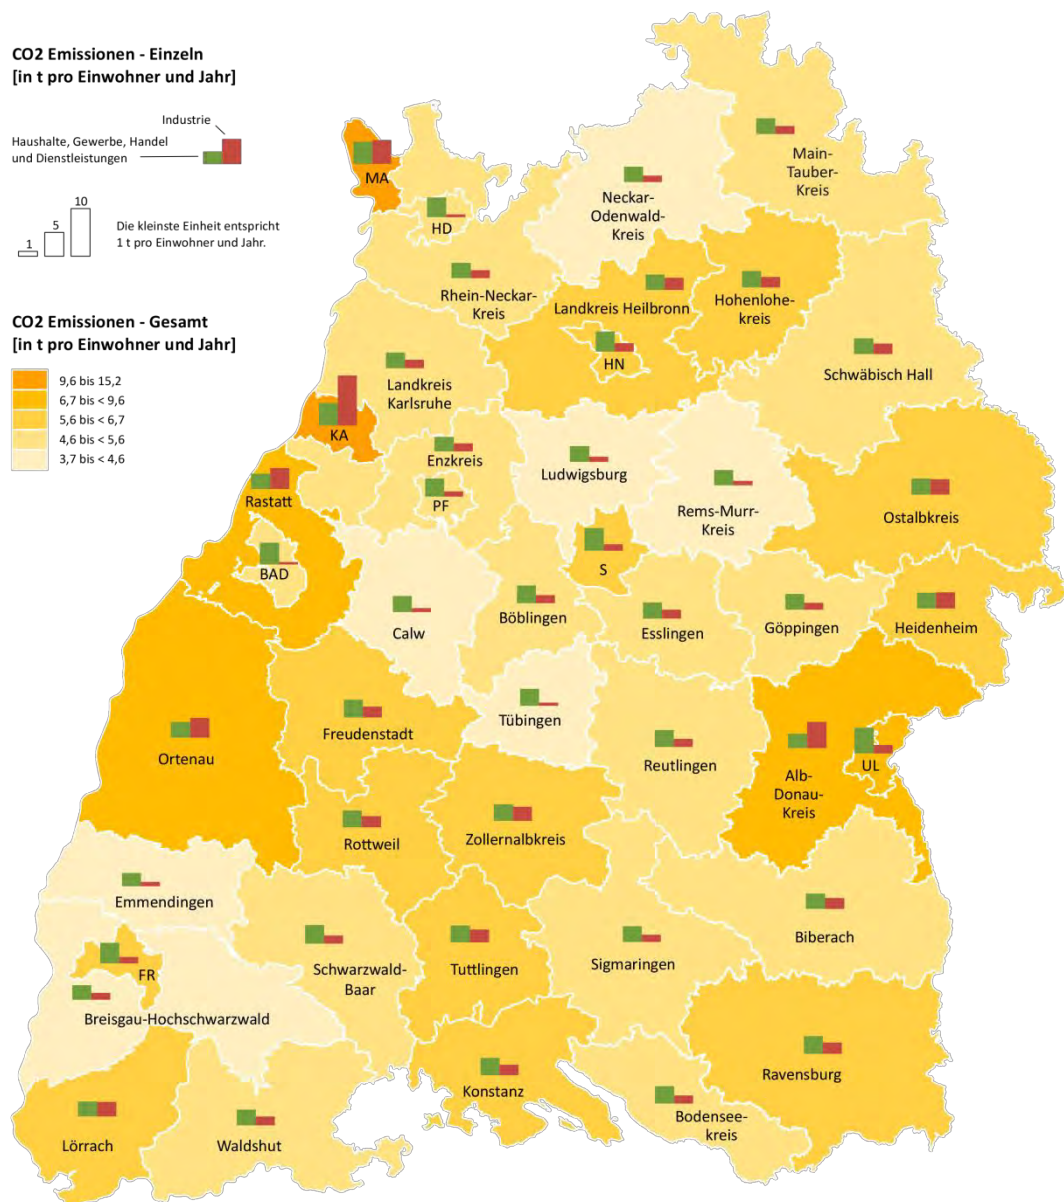 CO2 Emissionen - Einzeln
[in t pro Einwohner und Jahr]
Industrie
Haushalte, Gewerbe, Handel
und Dienstleistungen
1
5
10
Die kleinste Einheit entspricht
1 t pro Einwohner und Jahr.
CO2 Emissionen - Gesamt
[in t pro Einwohner und Jahr]
9,6 bis 15,2
6,7 bis < 9,6
5,6 bis < 6,7
4,6 bis < 5,6
3,7 bis < 4,6
Main-
Tauber-
Kreis
MA
Neckar-
Odenwald-
Kreis
HD
Rhein-Neckar-
Kreis
Landkreis Heilbronn
Hohenlohe-
kreis
HN
Schwäbisch Hall
Landkreis
Karlsruhe
KA
Enzkreis
Ludwigsburg
Rastatt
PF
Rems-Murr-
Kreis
Ostalbkreis
BAD
S
Calw
Böblingen
Esslingen
Göppingen
Heidenheim
Tübingen
Freudenstadt
Ortenau
Reutlingen
UL
Alb-
Donau-
Kreis
Rottweil
Zollernalbkreis
Emmendingen
Biberach
Schwarzwald-
Baar
Tuttlingen
Sigmaringen
FR
Breisgau-Hochschwarzwald
Ravensburg
Konstanz
Bodensee-
kreis
Lörrach
Waldshut